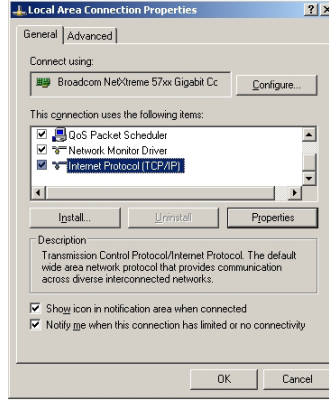 Local Area Connection Properties
General Advanced
Connect using:
Broadcom NetXtreme 57xx Gigabit Cc
Configure...
This connection uses the following items:
QoS Packet Scheduler
Network Monitor Driver
Internet Protocol (TCP/IP)
Install... Uninstall Properties
Description
Transmission Control Protocol/Internet Protocol. The default
wide area network protocol that provides communication
across diverse interconnected networks.
Show icon in notification area when connected
Notify me when this connection has limited or no connectivity
OK Cancel